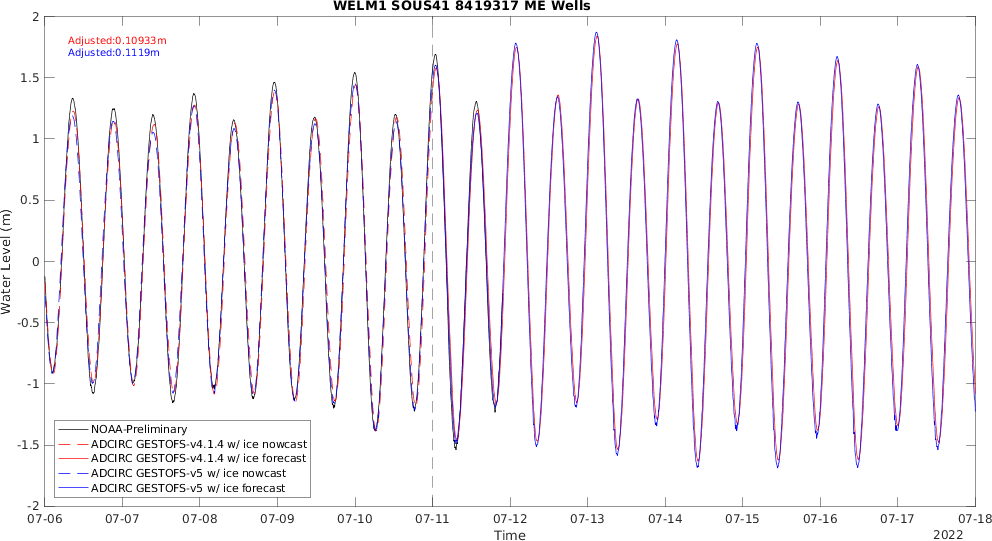 WELM1 SOUS41 8419317 ME Wells
Adjusted:0.10933m
Adjusted:0.1119m
2
1.5
1
0.5
0
-0.5
-1
-1.5
-2
Water Level (m)
NOAA-Preliminary
ADCIRC GESTOFS-v4.1.4 w/ ice nowcast
ADCIRC GESTOFS-v4.1.4 w/ ice forecast
ADCIRC GESTOFS-v5 w/ ice nowcast
ADCIRC GESTOFS-v5 w/ ice forecast
07-06 07-07 07-08 07-09 07-10 07-11 07-12 07-13 07-14 07-15 07-16 07-17 07-18
Time
2022